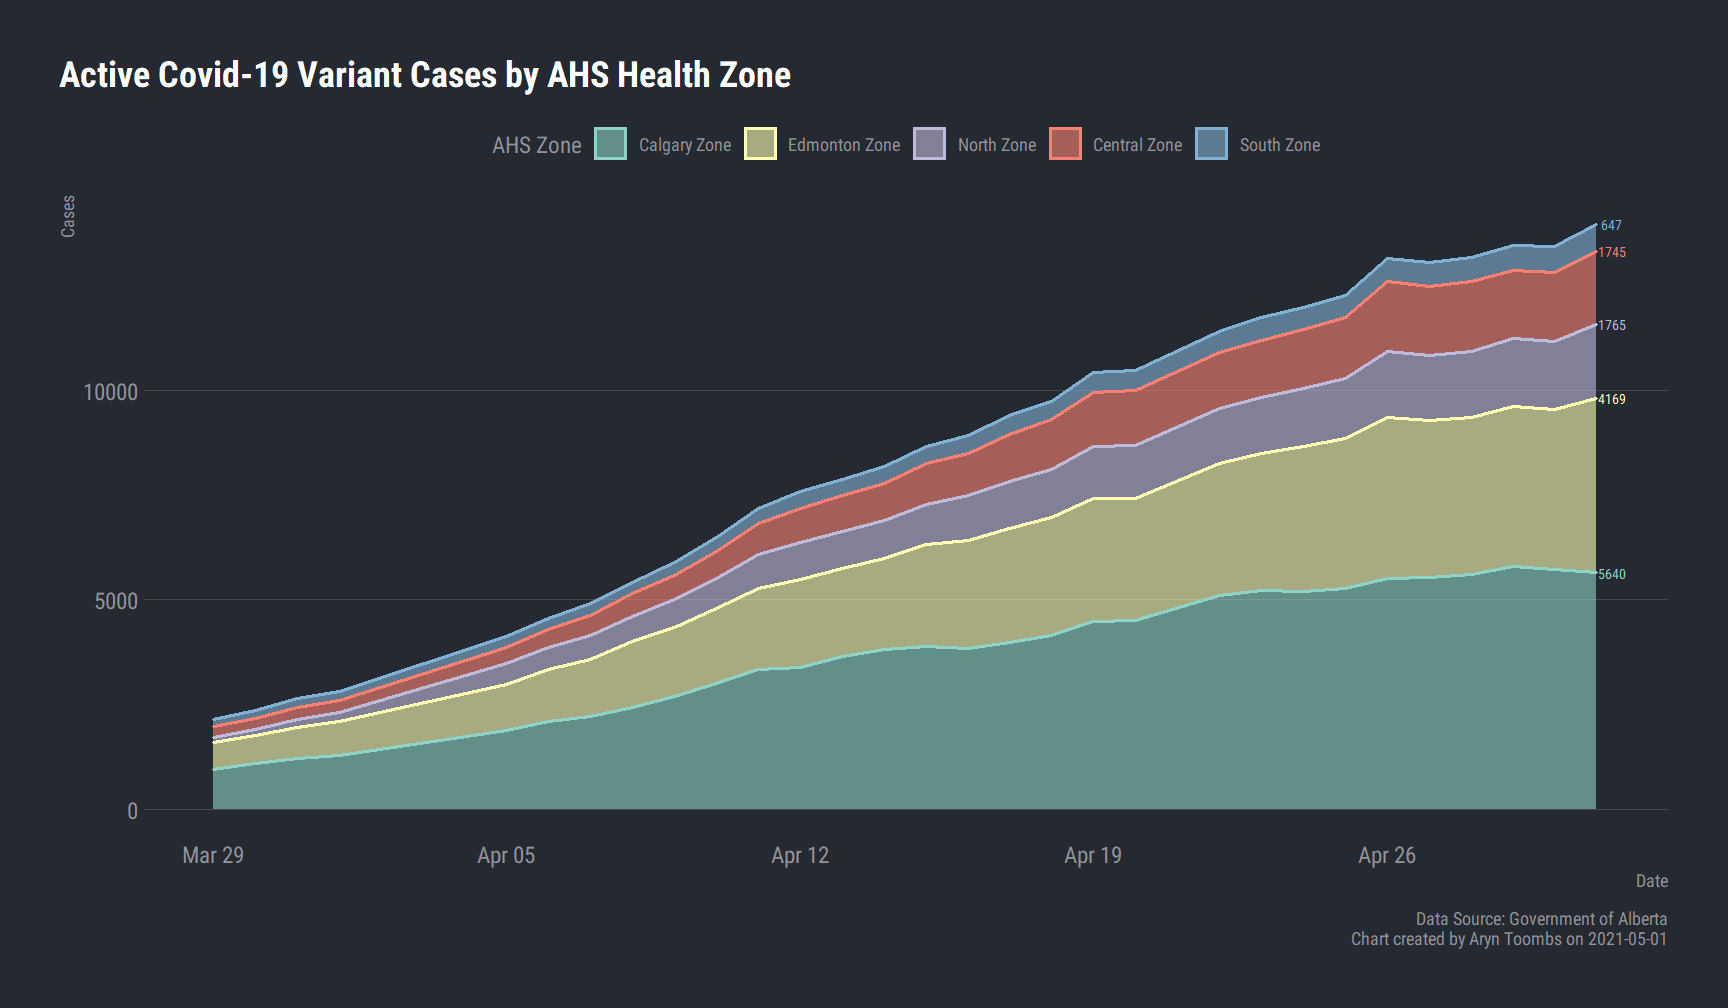 Active Covid-19 Variant Cases by AHS Health Zone
AHS Zone Calgary Zone Edmonton Zone North Zone Central Zone South Zone
Cases
647
1745
1765
10000
4169
5640
5000
0
Mar 29 Apr 05 Apr 12 Apr 19 Apr 26
Date
Data Source: Government of Alberta
Chart created by Aryn Toombs on 2021-05-01